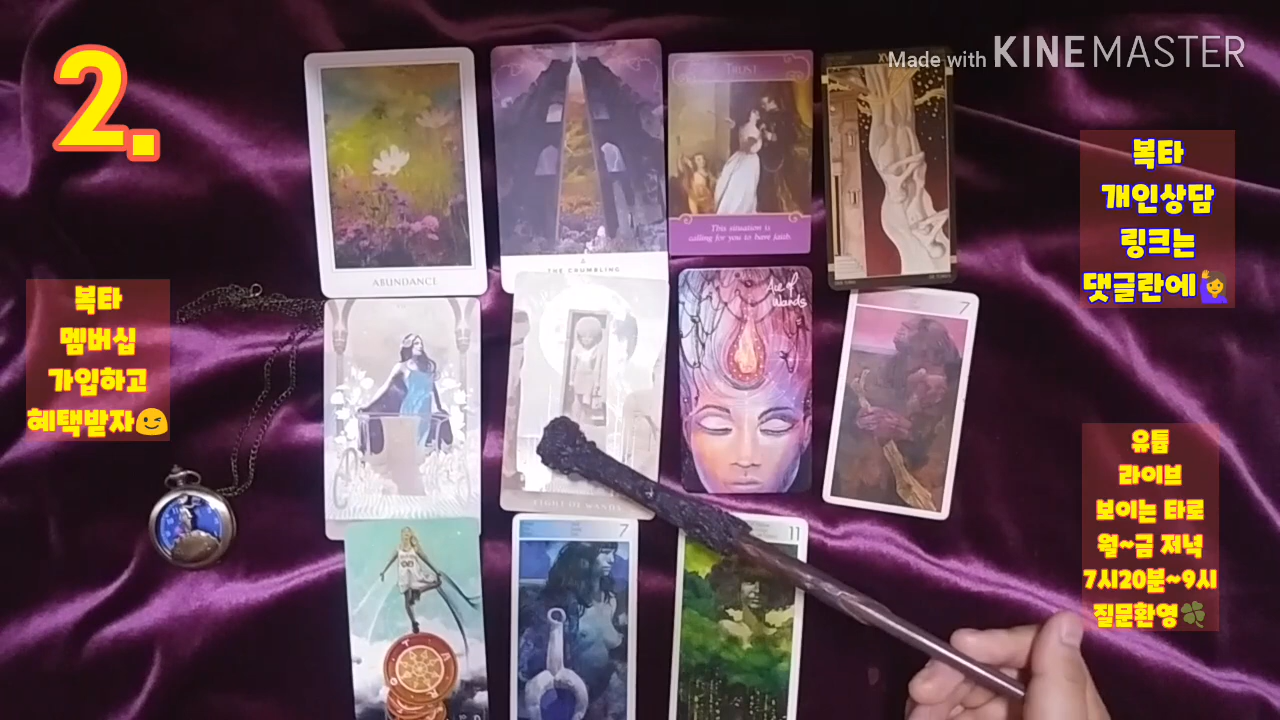 2.
Made with KINEMASTER
복타
개인상담
링크는
댓글란에🙋‍♀️
복타
멤버십
가입하고
혜택받자😉
유튭
라이브
보이는 타로
월~금 저녁
7시20분~9시
질문환영🍀
ABUNDANCE
THE CRUMBLING
TRUST
This situation is
calling for you to have faith.
XV
Ace of
Wands
7
EIGHT OF WANDS
7
11